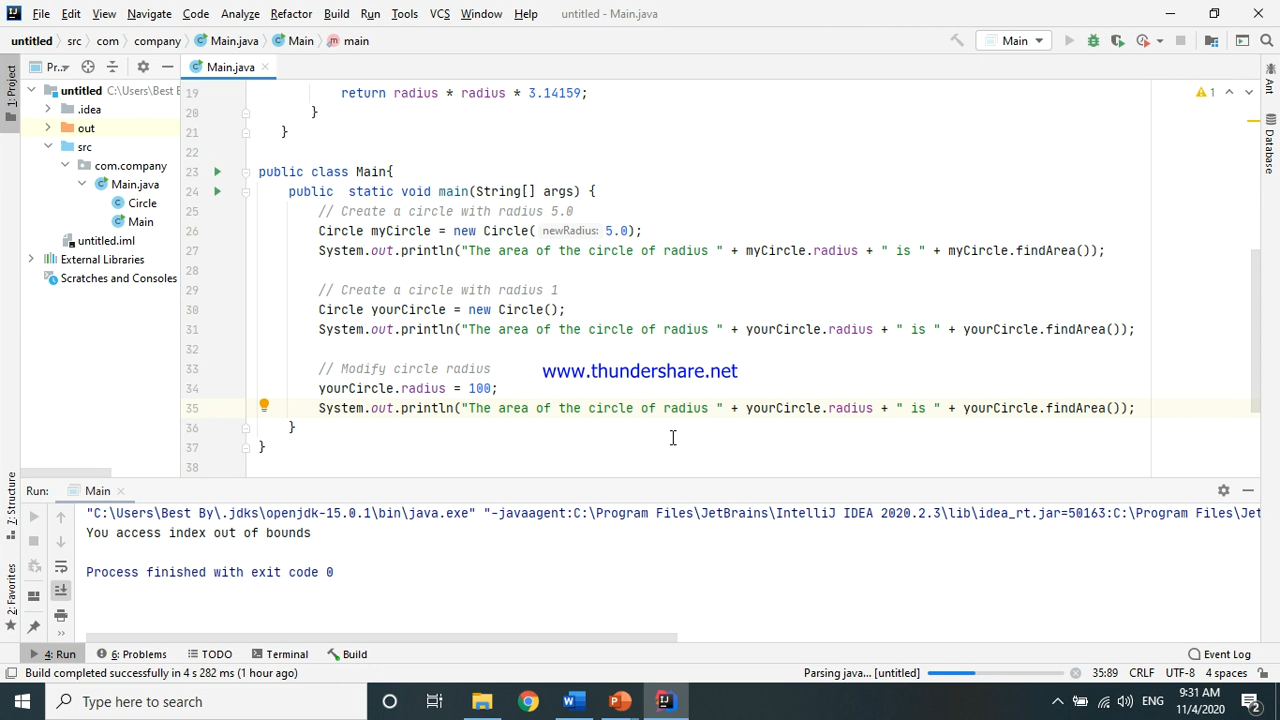 File Edit View Navigate Code Analyze Refactor Build Run Tools VCS Window Help untitled - Main.java
untitled src com company Main.java Main main Main
1: Project
Pr... Main.java
untitled C:\Users\Best B
.idea
out
src
com.company
Main.java
Circle
Main
untitled.iml
External Libraries
Scratches and Consoles
1
19 return radius * radius * 3.14159;
20 }
21 }
22
23 public class Main{
24 public static void main(String[] args) {
25 // Create a circle with radius 5.0
26 Circle myCircle = new Circle( newRadius: 5.0);
27 System.out.println("The area of the circle of radius " + myCircle.radius + " is " + myCircle.findArea());
28
29 // Create a circle with radius 1
30 Circle yourCircle = new Circle();
31 System.out.println("The area of the circle of radius " + yourCircle.radius + " is " + yourCircle.findArea());
32
33 // Modify circle radius
www.thundershare.net
34 yourCircle.radius = 100;
35 System.out.println("The area of the circle of radius " + yourCircle.radius + " is " + yourCircle.findArea());
36 }
37 }
38
Ant
Database
7: Structure
2: Favorites
Run: Main
"C:\Users\Best By\.jdks\openjdk-15.0.1\bin\java.exe" "-javaagent:C:\Program Files\JetBrains\IntelliJ IDEA 2020.2.3\lib\idea_rt.jar=50163:C:\Program Files\Jet
You access index out of bounds
Process finished with exit code 0
4: Run 6: Problems TODO Terminal Build Event Log
Build completed successfully in 4 s 282 ms (1 hour ago) Parsing java... [untitled] 35:89 CRLF UTF-8 4 spaces
Type here to search ENG 9:31 AM
11/4/2020 2